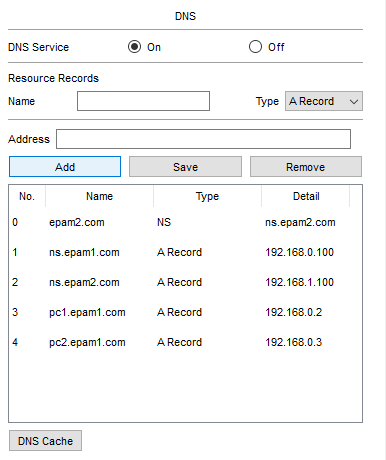 DNS
DNS Service On Off
Resource Records
Name Type A Record
Address
Add Save Remove
No. Name Type Detail
0 epam2.com NS ns.epam2.com
1 ns.epam1.com A Record 192.168.0.100
2 ns.epam2.com A Record 192.168.1.100
3 pc1.epam1.com A Record 192.168.0.2
4 pc2.epam1.com A Record 192.168.0.3
DNS Cache